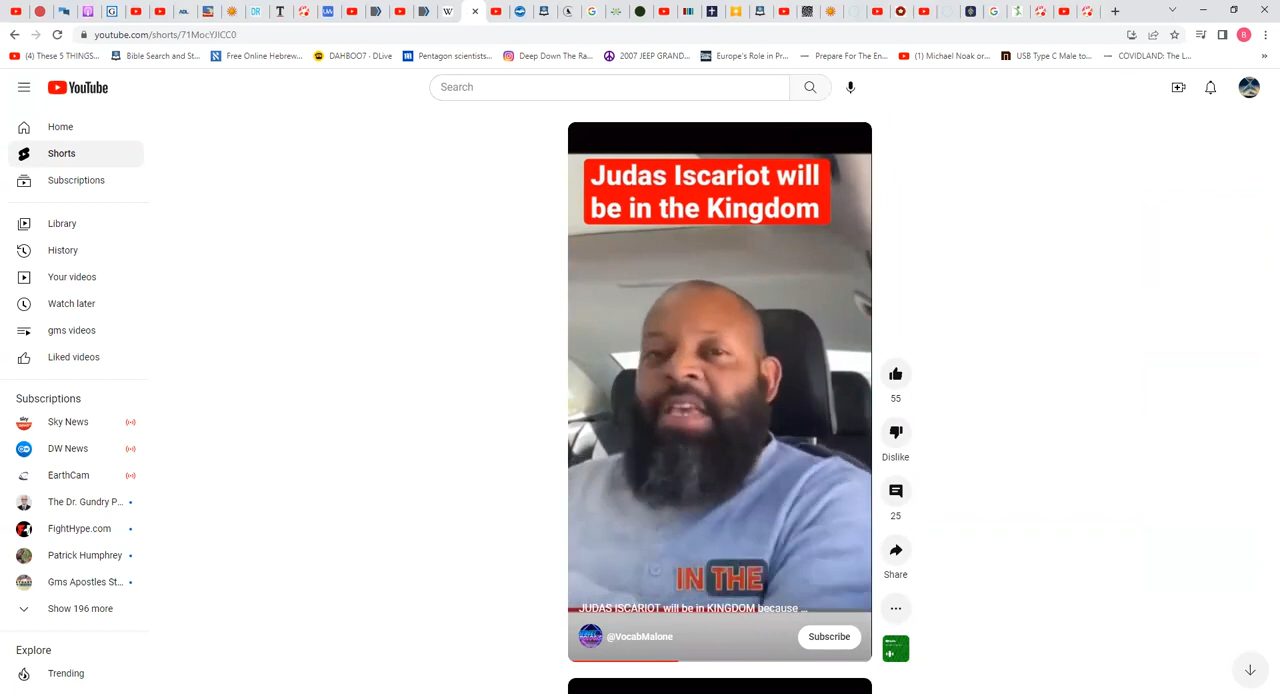 youtube.com/shorts/71MocYJICC0
(4) These 5 THINGS...
Bible Search and St...
Free Online Hebrew...
DAHBOO7 - DLive
Pentagon scientists...
Deep Down The Ra...
2007 JEEP GRAND...
Europe's Role in Pr...
Prepare For The En...
(1) Michael Noak or...
USB Type C Male to...
COVIDLAND: The L...
YouTube
Search
Home
Shorts
Subscriptions
Library
History
Your videos
Watch later
gms videos
Liked videos
Subscriptions
Sky News
DW News
EarthCam
The Dr. Gundry P...
FightHype.com
Patrick Humphrey
Gms Apostles St...
Show 196 more
Explore
Trending
Judas Iscariot will
be in the Kingdom
IN THE
JUDAS ISCARIOT will be in KINGDOM because ...
@VocabMalone
Subscribe
55
Dislike
25
Share